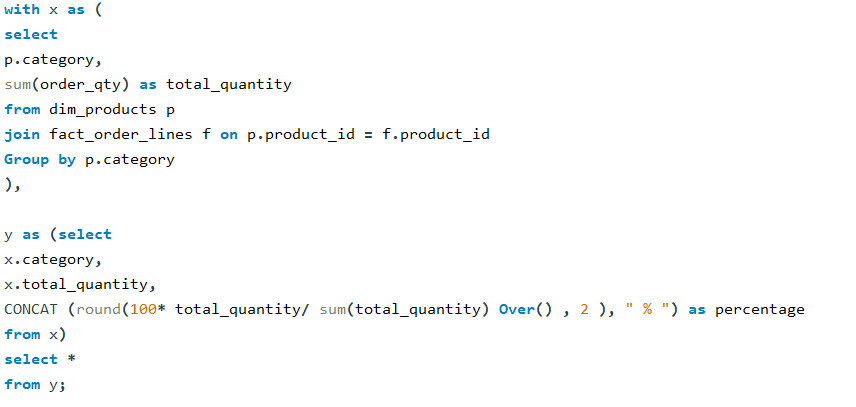 with x as (
select
p.category,
sum(order_qty) as total_quantity
from dim_products p
join fact_order_lines f on p.product_id = f.product_id
Group by p.category
),
y as (select
x.category,
x.total_quantity,
CONCAT (round(100* total_quantity/ sum(total_quantity) Over() , 2 ), " % ") as percentage
from x)
select *
from y;